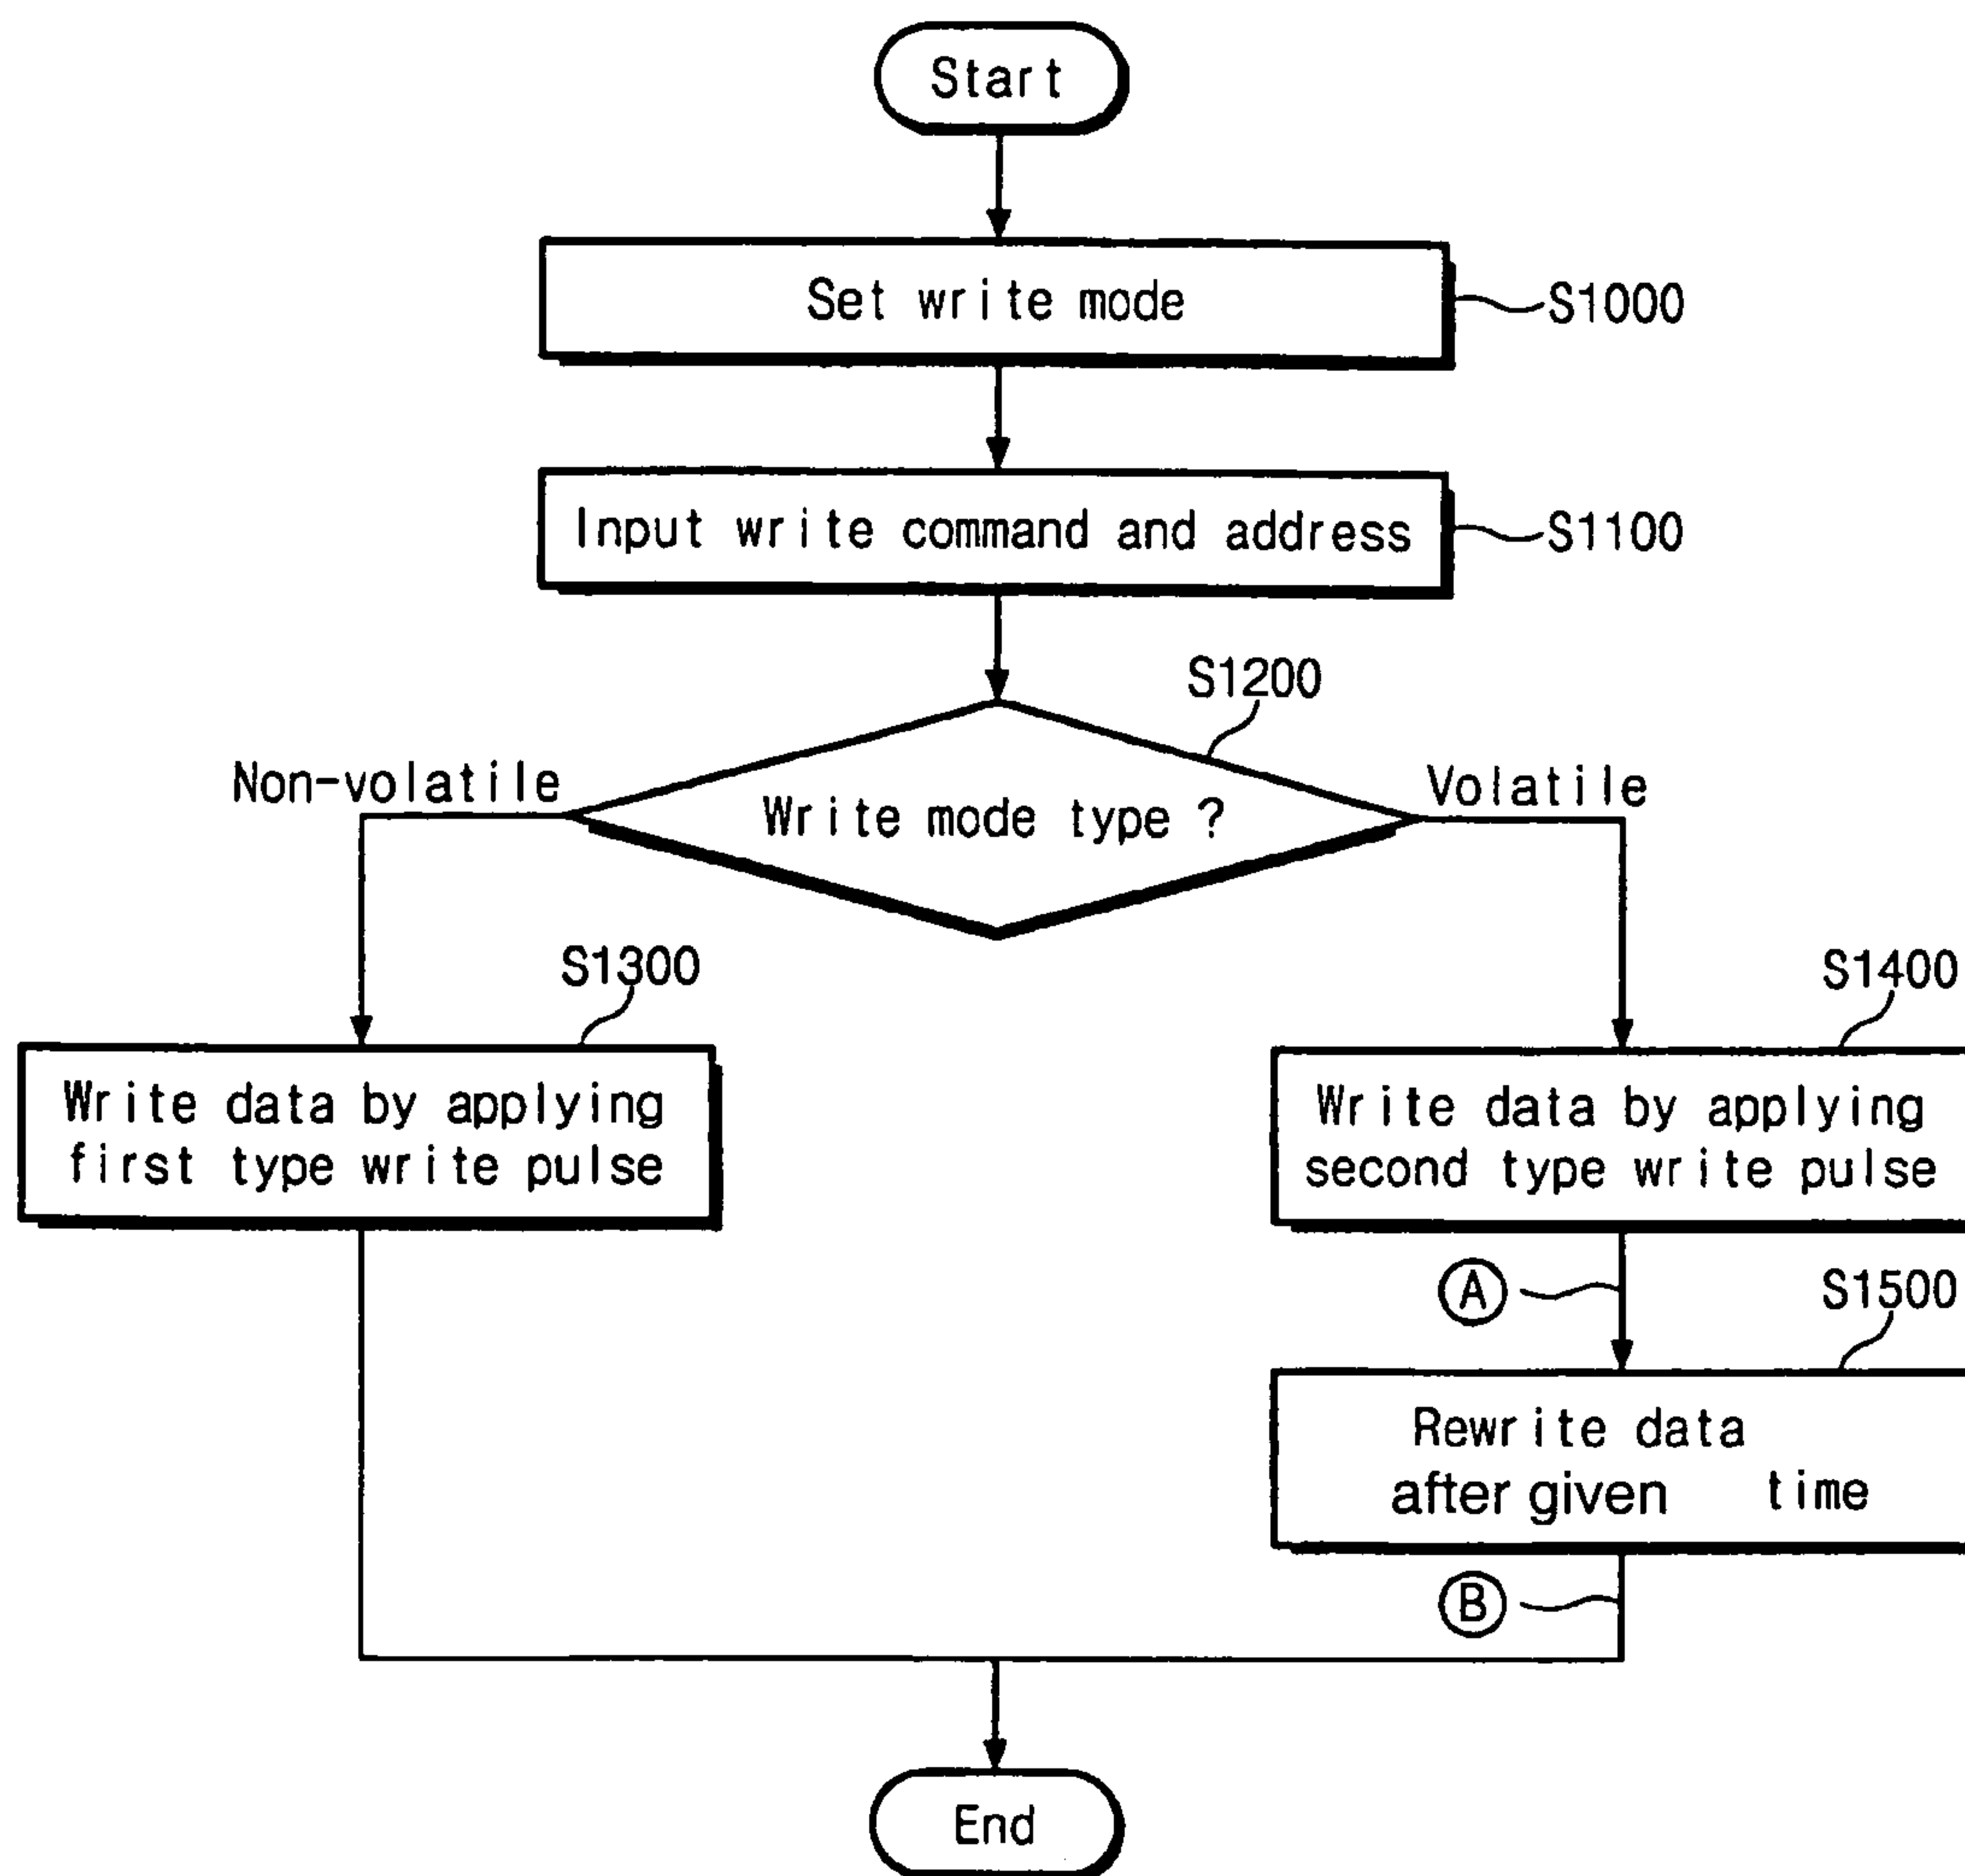 Start
Set write mode
S1000
Input write command and address
S1100
S1200
Non-volatile
Write mode type ?
Volatile
S1300
S1400
Write data by applying
first type write pulse
Write data by applying
second type write pulse
A
S1500
Rewrite data
after given time
B
End